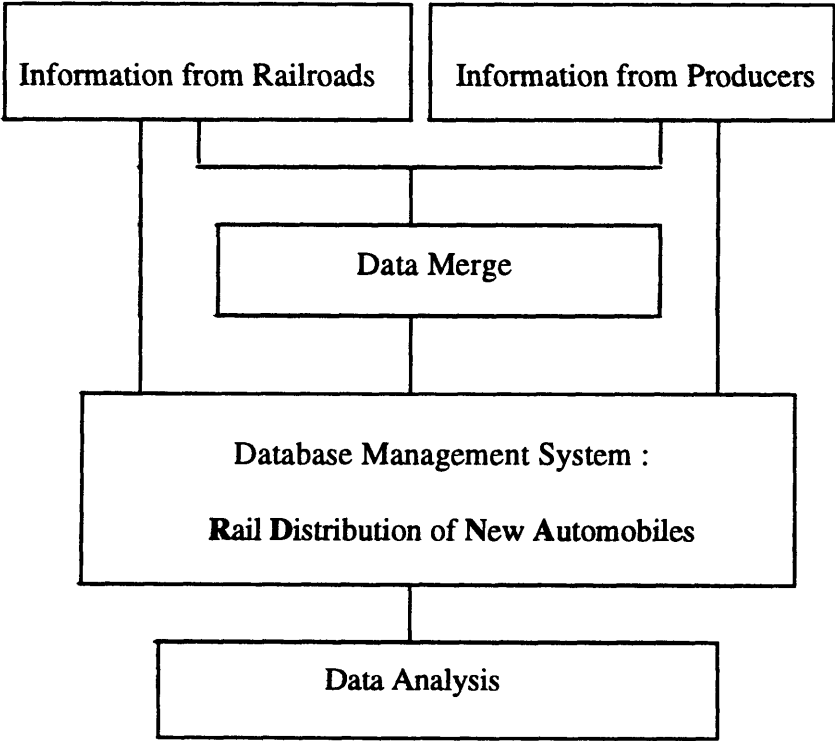 Information from Railroads
Information from Producers
Data Merge
Database Management System :
Rail Distribution of New Automobiles
Data Analysis